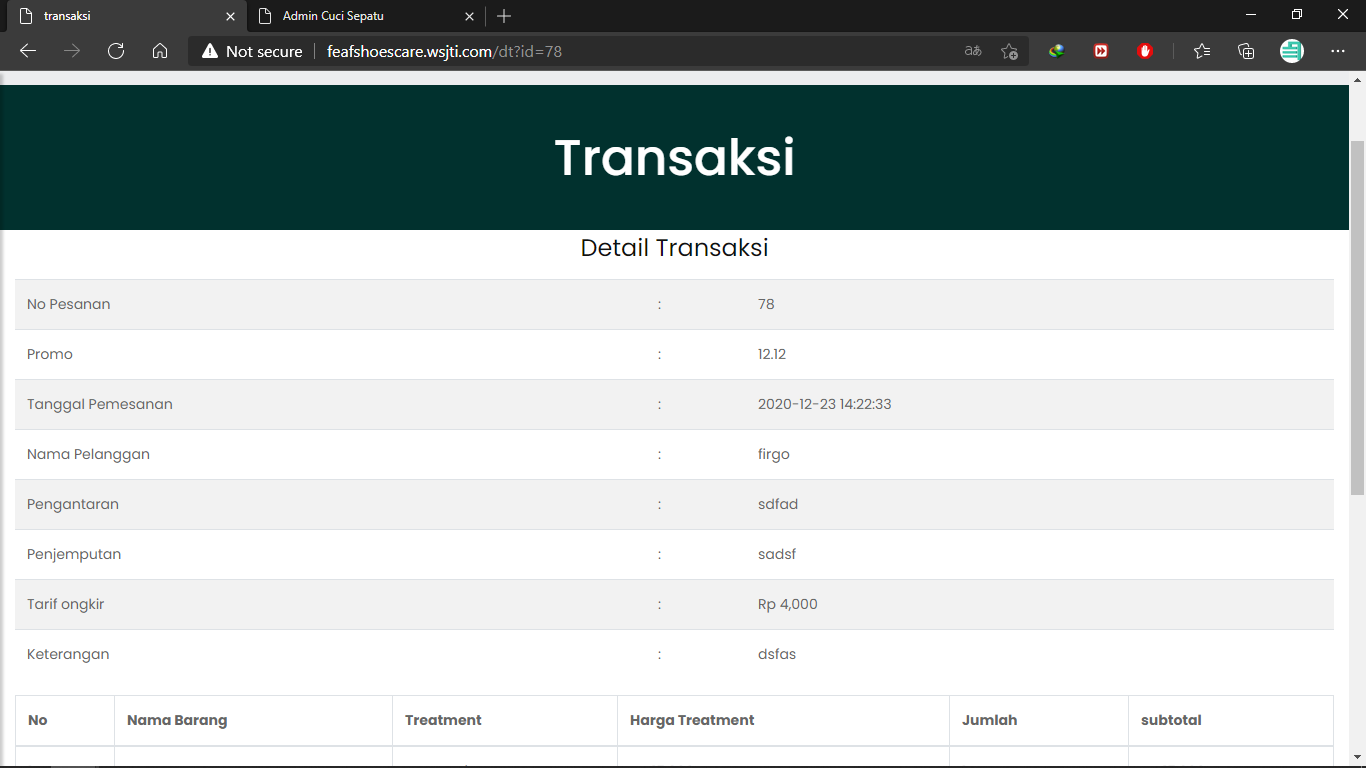 transaksi
Admin Cuci Sepatu
Not secure
feafshoescare.wsjti.com/dt?id=78
aあ
Transaksi
Detail Transaksi
No Pesanan : 78
Promo : 12.12
Tanggal Pemesanan : 2020-12-23 14:22:33
Nama Pelanggan : firgo
Pengantaran : sdfad
Penjemputan : sadsf
Tarif ongkir : Rp 4,000
Keterangan : dsfas
No Nama Barang Treatment Harga Treatment Jumlah subtotal